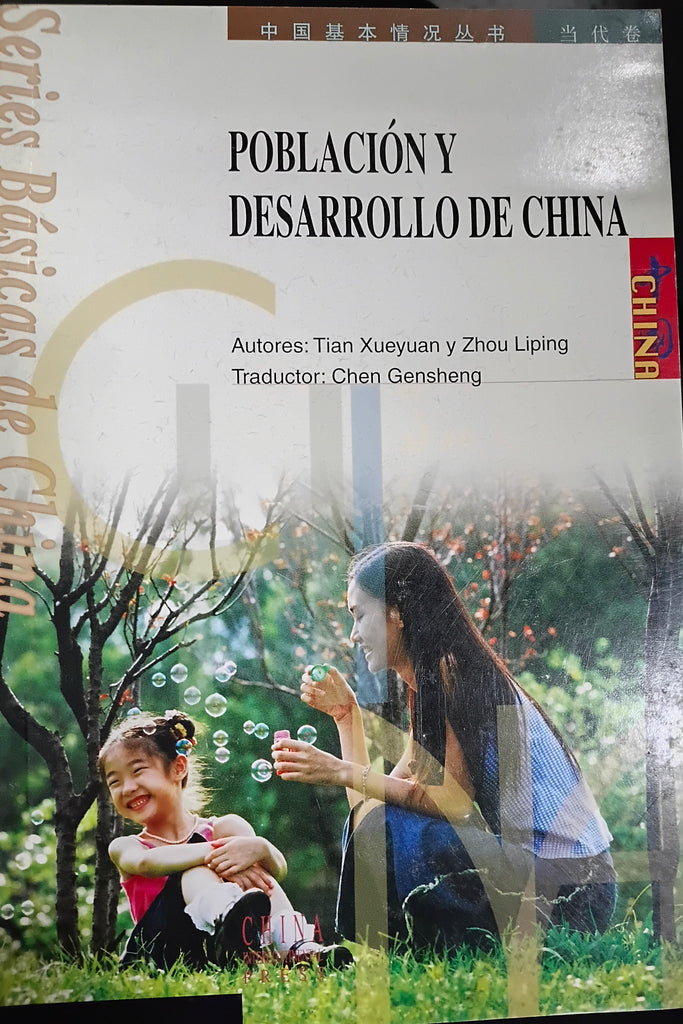 中国基本情况丛书
当代卷
Series Básicas de China
POBLACIÓN Y
DESARROLLO DE CHINA
CHINA
Autores: Tian Xueyuan y Zhou Liping
Traductor: Chen Gensheng
CHINA
PRESS